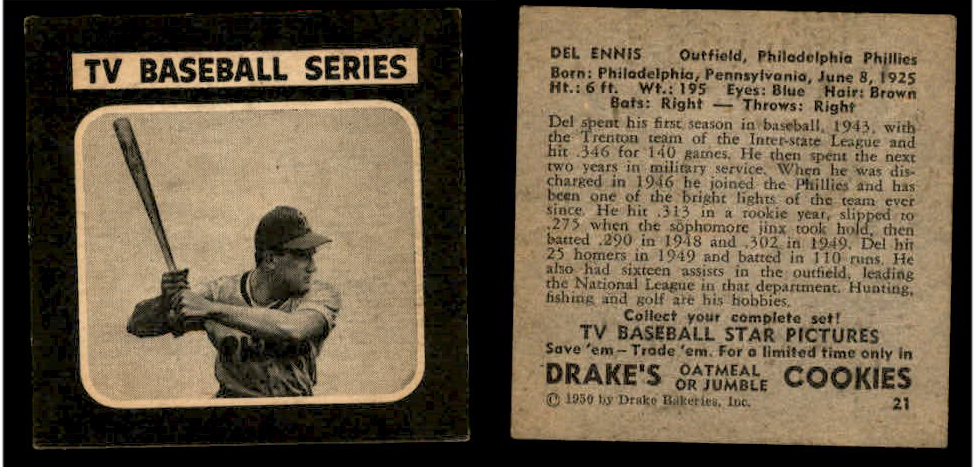 TV BASEBALL SERIES
Phillies
DEL ENNIS Outfield, Philadelphia Phillies
Born: Philadelphia, Pennsylvania, June 8, 1925
Ht.: 6 ft. Wt.: 195 Eyes: Blue Hair: Brown
Bats: Right — Throws: Right
Del spent his first season in baseball, 1943, with
the Trenton team of the Inter-state League and
hit .346 for 140 games. He then spent the next
two years in military service. When he was dis-
charged in 1946 he joined the Phillies and has
been one of the bright lights of the team ever
since. He hit .313 in a rookie year, slipped to
.275 when the sophomore jinx took hold, then
batted .290 in 1948 and .302 in 1949. Del hit
25 homers in 1949 and batted in 110 runs. He
also had sixteen assists in the outfield, leading
the National League in that department. Hunting,
fishing and golf are his hobbies.
Collect your complete set!
TV BASEBALL STAR PICTURES
Save 'em — Trade 'em. For a limited time only in
DRAKE'S OATMEAL OR JUMBLE COOKIES
© 1950 by Drake Bakeries, Inc. 21